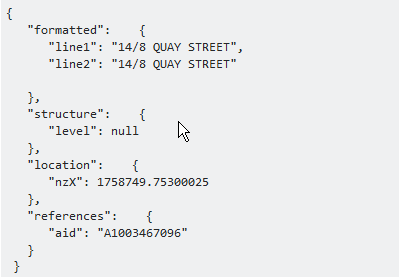 {
"formatted": {
"line1": "14/8 QUAY STREET",
"line2": "14/8 QUAY STREET"
},
"structure": {
"level": null
},
"location": {
"nzX": 1758749.75300025
},
"references": {
"aid": "A1003467096"
}
}